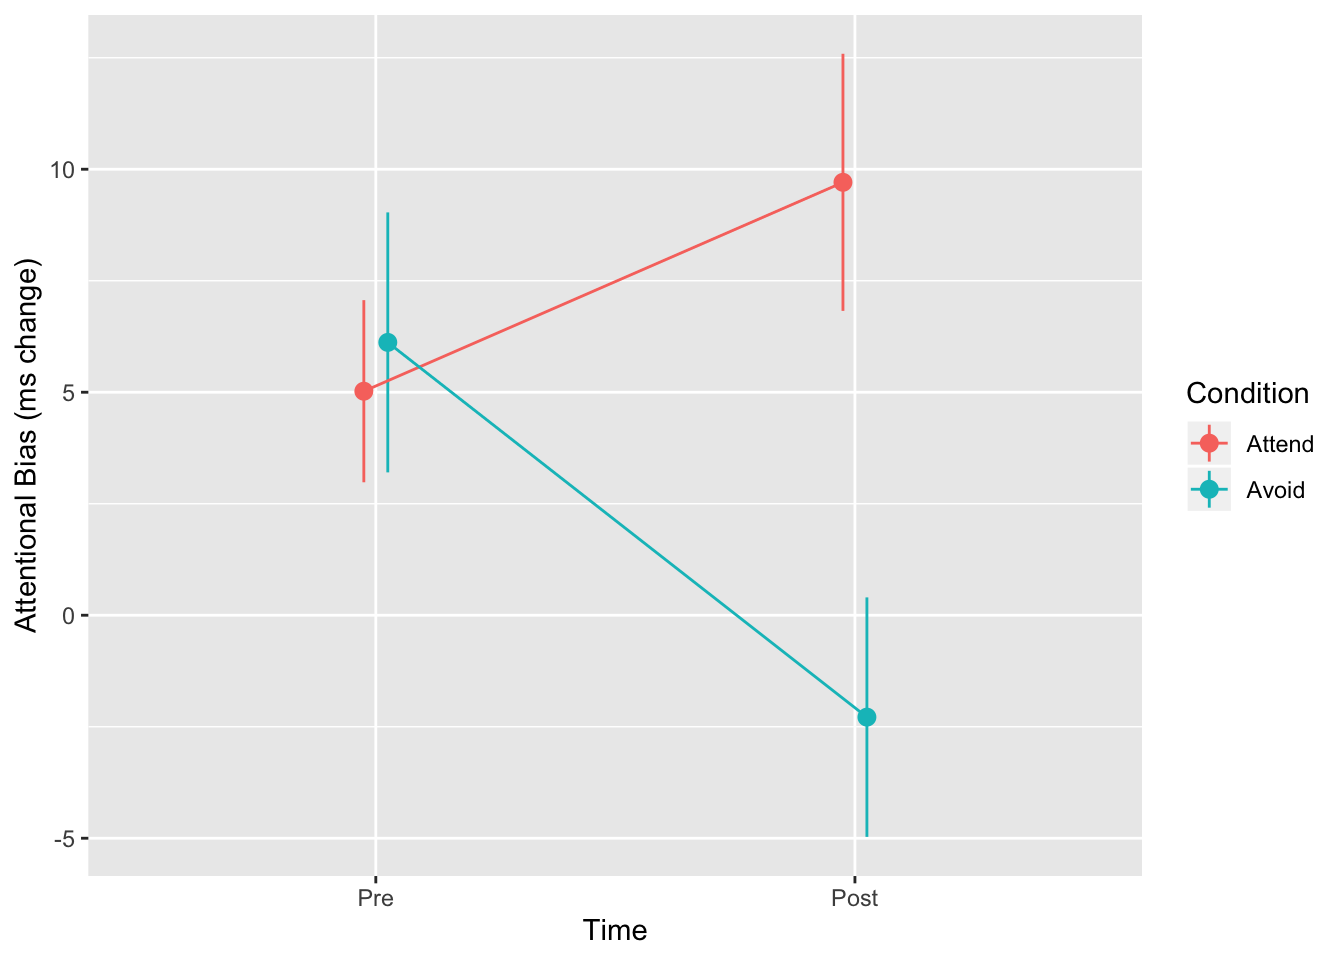 Attentional Bias (ms change)
10
5
0
-5
Pre
Post
Time
Condition
Attend
Avoid